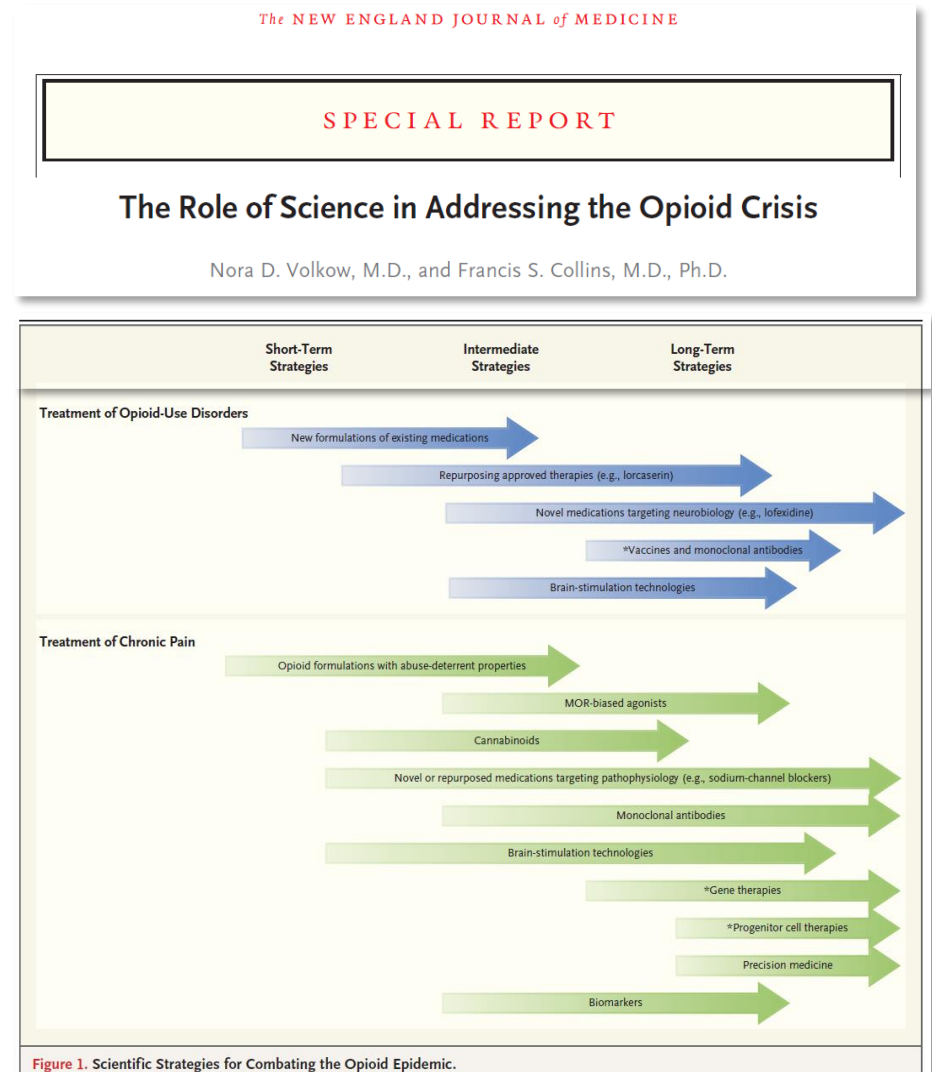 The NEW ENGLAND JOURNAL of MEDICINE
SPECIAL REPORT
The Role of Science in Addressing the Opioid Crisis
Nora D. Volkow, M.D., and Francis S. Collins, M.D., Ph.D.
Short-Term Strategies
Intermediate Strategies
Long-Term Strategies
Treatment of Opioid-Use Disorders
New formulations of existing medications
Repurposing approved therapies (e.g., lorcaserin)
Novel medications targeting neurobiology (e.g., lofexidine)
*Vaccines and monoclonal antibodies
Brain-stimulation technologies
Treatment of Chronic Pain
Opioid formulations with abuse-deterrent properties
MOR-biased agonists
Cannabinoids
Novel or repurposed medications targeting pathophysiology (e.g., sodium-channel blockers)
Monoclonal antibodies
Brain-stimulation technologies
*Gene therapies
*Progenitor cell therapies
Precision medicine
Biomarkers
Figure 1. Scientific Strategies for Combating the Opioid Epidemic.